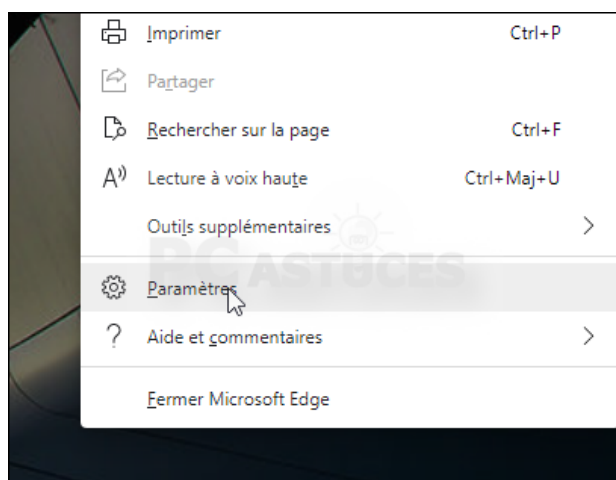 Imprimer Ctrl+P
Partager
Rechercher sur la page Ctrl+F
Lecture à voix haute Ctrl+Maj+U
Outils supplémentaires
PC ASTUCES
Paramètres
Aide et commentaires
Fermer Microsoft Edge